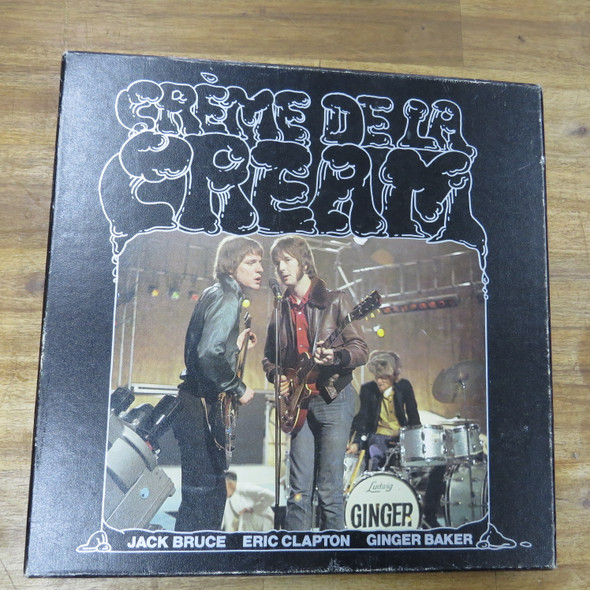 CRÈME DE LA
CREAM
Ludwig
GINGER
JACK BRUCE ERIC CLAPTON GINGER BAKER